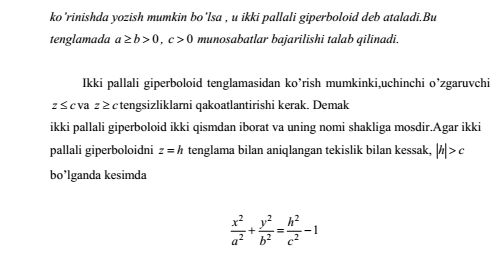 ko'rinishda yozish mumkin bo'lsa , u ikki pallali giperboloid deb ataladi.Bu
tenglamada a ≥ b > 0 , c > 0 munosabatlar bajarilishi talab qilinadi.
Ikki pallali giperboloid tenglamasidan ko'rish mumkinki,uchinchi o'zgaruvchi
z ≤ c va z ≥ c tengsizliklarni qakoatlantirishi kerak. Demak
ikki pallali giperboloid ikki qismdan iborat va uning nomi shakliga mosdir.Agar ikki
pallali giperboloidni z = h tenglama bilan aniqlangan tekislik bilan kessak, |h| > c
bo'lganda kesimda
x²/a² + y²/b² = h²/c² − 1